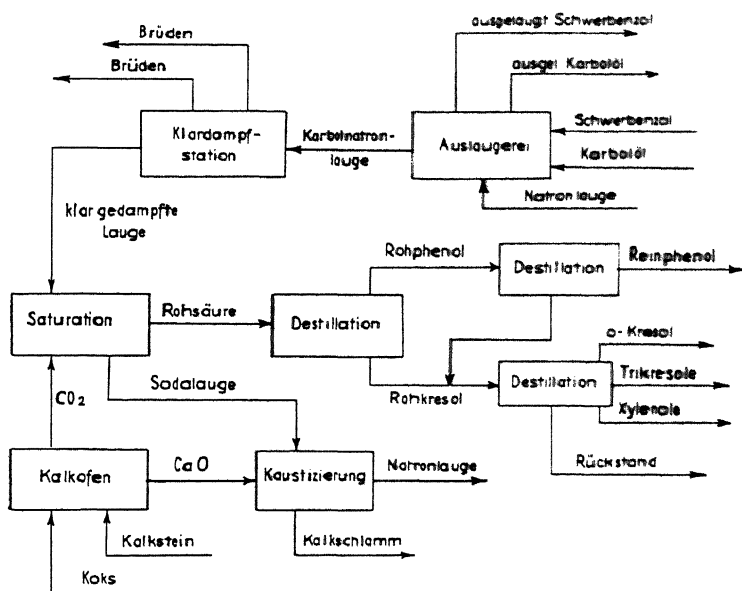 ausgelaugt Schwerbenzol
Brüden
Brüden
ausgel Karbolöl
Klardampf-
station
Karbolnatron-
lauge
Auslaugerei
Schwerbenzol
Karbolöl
Natronlauge
klargedampfte
Lauge
Rohphenol
Destillation
Reinphenol
Saturation
Rohsäure
Destillation
o-Kresol
Sodalauge
Rohkresol
Destillation
Trikresole
Xylenole
CO2
Kalkofen
CaO
Kaustizierung
Natronlauge
Rückstand
Kalkstein
Kalkschlamm
Koks